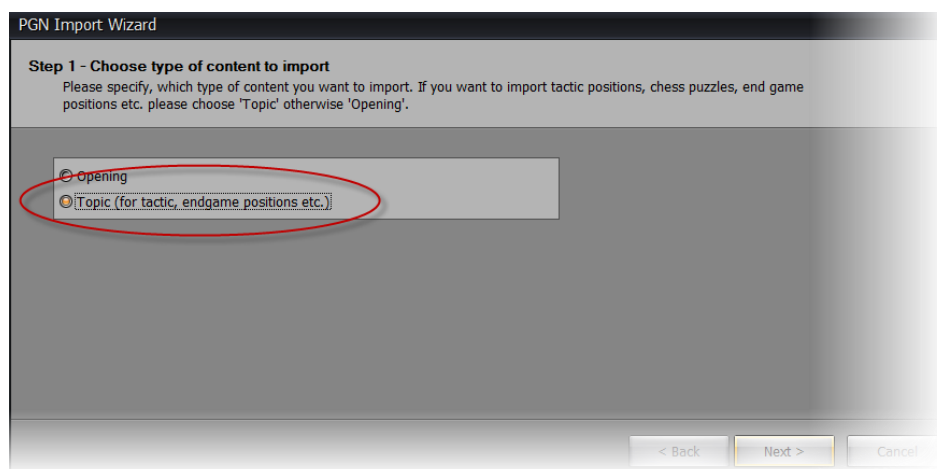 PGN Import Wizard
Step 1 - Choose type of content to import
Please specify, which type of content you want to import. If you want to import tactic positions, chess puzzles, end game
positions etc. please choose 'Topic' otherwise 'Opening'.
Opening
Topic (for tactic, endgame positions etc.)
< Back Next > Cancel